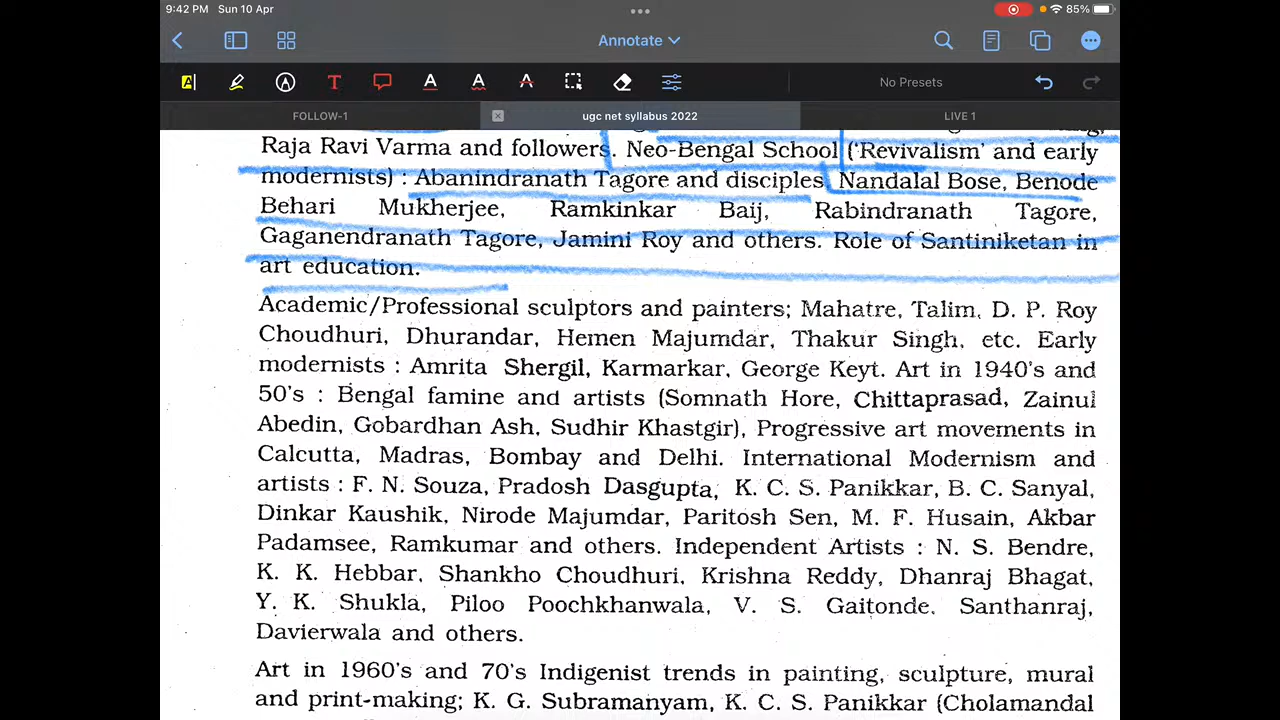 9:42 PM Sun 10 Apr 85%
Annotate
No Presets
FOLLOW-1 ugc net syllabus 2022 LIVE 1
Raja Ravi Varma and followers. Neo-Bengal School ('Revivalism' and early
modernists) : Abanindranath Tagore and disciples Nandalal Bose, Benode
Behari Mukherjee, Ramkinkar Baij, Rabindranath Tagore,
Gaganendranath Tagore, Jamini Roy and others. Role of Santiniketan in
art education.
Academic/Professional sculptors and painters; Mahatre, Talim, D. P. Roy
Choudhuri, Dhurandar, Hemen Majumdar, Thakur Singh, etc. Early
modernists : Amrita Shergil, Karmarkar, George Keyt. Art in 1940's and
50's : Bengal famine and artists (Somnath Hore, Chittaprasad, Zainul
Abedin, Gobardhan Ash, Sudhir Khastgir), Progressive art movements in
Calcutta, Madras, Bombay and Delhi. International Modernism and
artists : F. N. Souza, Pradosh Dasgupta, K. C. S. Panikkar, B. C. Sanyal,
Dinkar Kaushik, Nirode Majumdar, Paritosh Sen, M. F. Husain, Akbar
Padamsee, Ramkumar and others. Independent Artists : N. S. Bendre,
K. K. Hebbar, Shankho Choudhuri, Krishna Reddy, Dhanraj Bhagat,
Y. K. Shukla, Piloo Poochkhanwala, V. S. Gaitonde, Santhanraj,
Davierwala and others.
Art in 1960's and 70's Indigenist trends in painting, sculpture, mural
and print-making; K. G. Subramanyam, K. C. S. Panikkar (Cholamandal